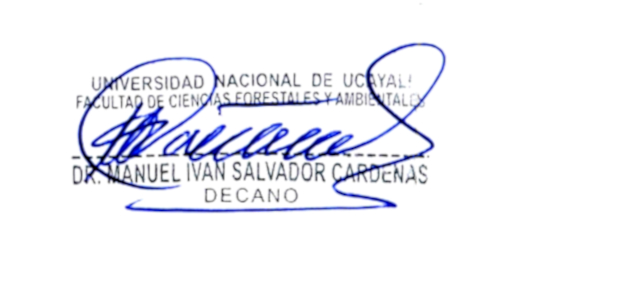 UNIVERSIDAD NACIONAL DE UCAYALI
FACULTAD DE CIENCIAS FORESTALES Y AMBIENTALES
DR. MANUEL IVAN SALVADOR CARDENAS
DECANO